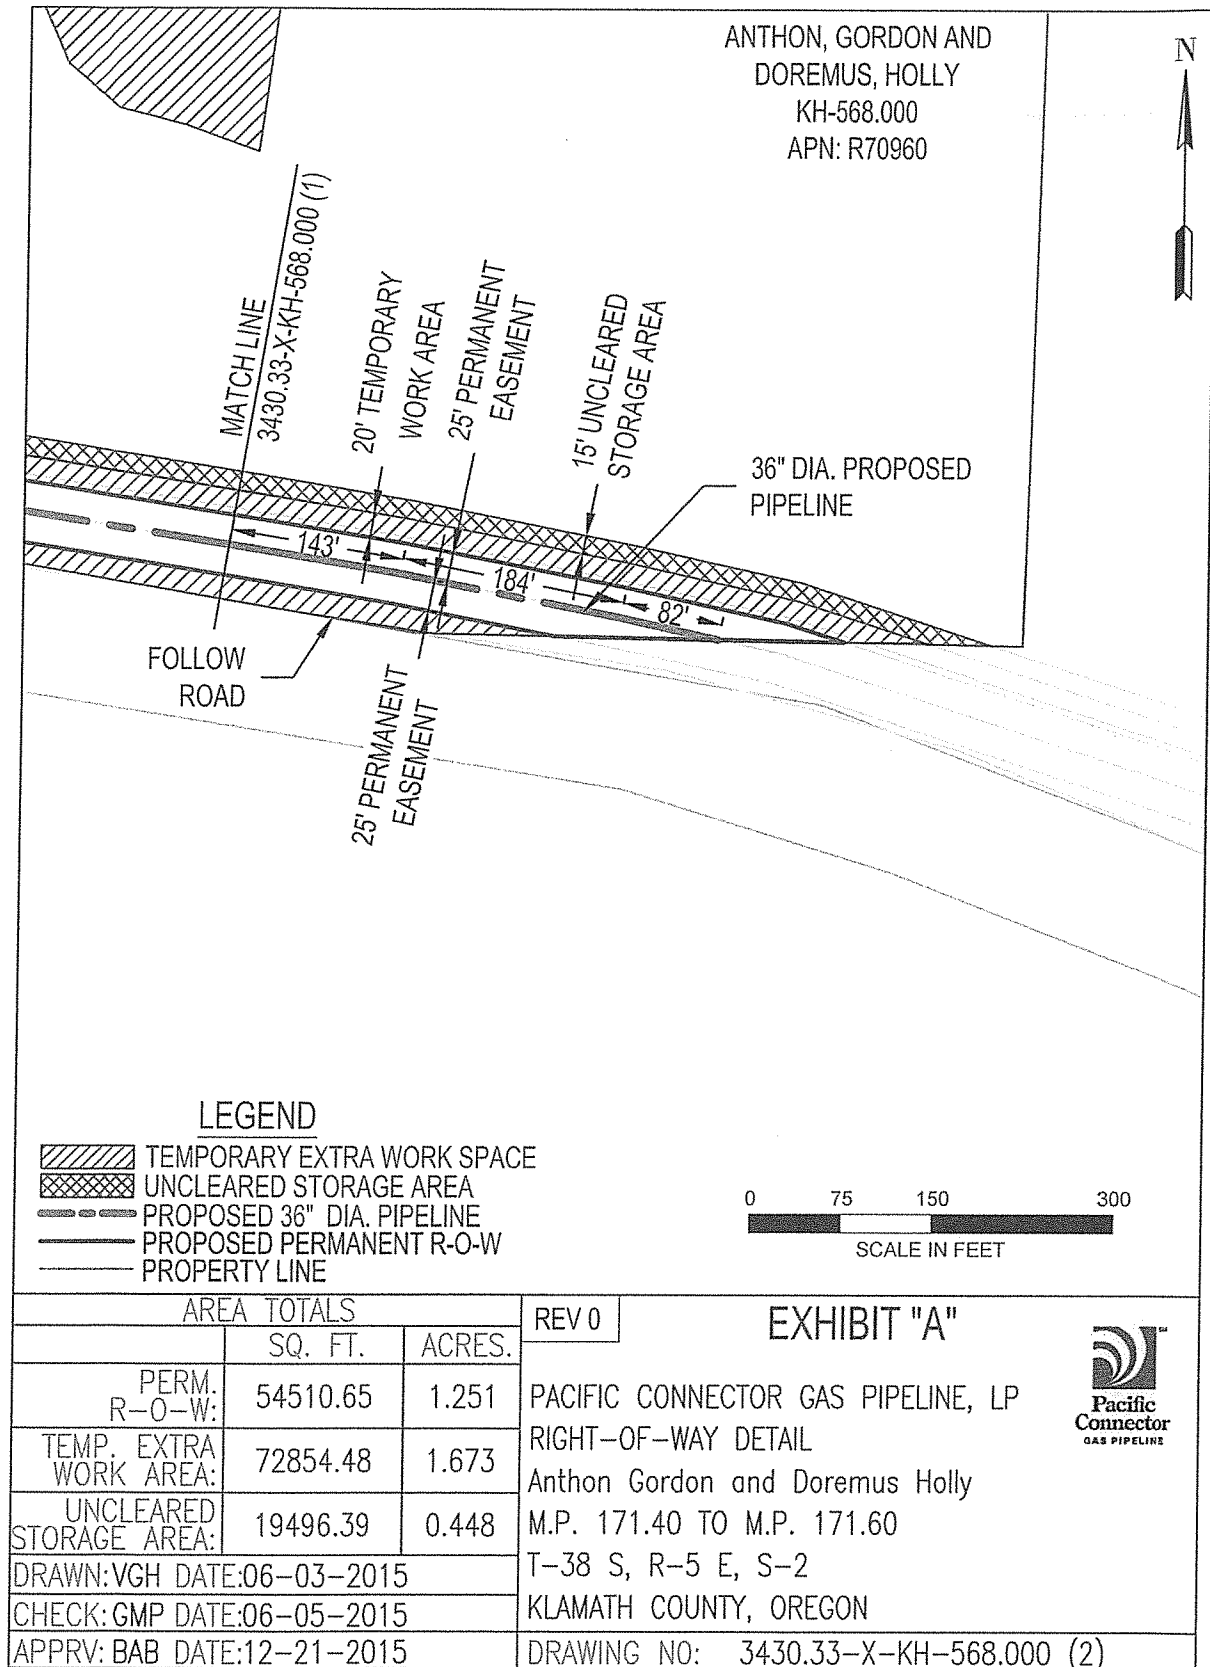 ANTHON, GORDON AND
DOREMUS, HOLLY
KH-568.000
APN: R70960
N
MATCH LINE
3430.33-X-KH-568.000 (1)
20' TEMPORARY
WORK AREA
25' PERMANENT
EASEMENT
15' UNCLEARED
STORAGE AREA
36" DIA. PROPOSED
PIPELINE
143'
184'
82'
FOLLOW
ROAD
25' PERMANENT
EASEMENT
LEGEND
TEMPORARY EXTRA WORK SPACE
UNCLEARED STORAGE AREA
PROPOSED 36" DIA. PIPELINE
PROPOSED PERMANENT R-O-W
PROPERTY LINE
0 75 150 300
SCALE IN FEET
AREA TOTALS
SQ. FT. ACRES.
PERM.
R-O-W: 54510.65 1.251
TEMP. EXTRA
WORK AREA: 72854.48 1.673
UNCLEARED
STORAGE AREA: 19496.39 0.448
DRAWN: VGH DATE: 06-03-2015
CHECK: GMP DATE: 06-05-2015
APPRV: BAB DATE: 12-21-2015
REV 0
EXHIBIT "A"
PACIFIC CONNECTOR GAS PIPELINE, LP
RIGHT-OF-WAY DETAIL
Anthon Gordon and Doremus Holly
M.P. 171.40 TO M.P. 171.60
T-38 S, R-5 E, S-2
KLAMATH COUNTY, OREGON
DRAWING NO: 3430.33-X-KH-568.000 (2)
Pacific
Connector
GAS PIPELINE